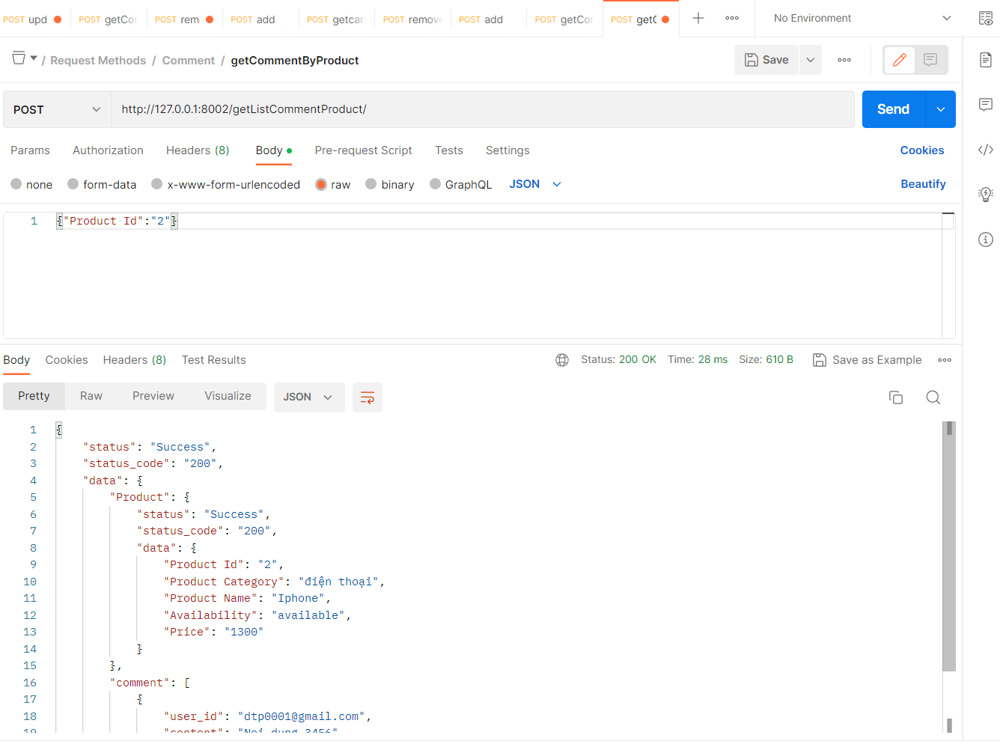 POST upd POST getCor POST rem POST add POST getcar POST remove POST add POST getCor POST getC No Environment
/ Request Methods / Comment / getCommentByProduct Save
POST http://127.0.0.1:8002/getListCommentProduct/ Send
Params Authorization Headers (8) Body Pre-request Script Tests Settings Cookies
none form-data x-www-form-urlencoded raw binary GraphQL JSON Beautify
1 {"Product Id":"2"}
Body Cookies Headers (8) Test Results Status: 200 OK Time: 28 ms Size: 610 B Save as Example
Pretty Raw Preview Visualize JSON
1 {
2 "status": "Success",
3 "status_code": "200",
4 "data": {
5 "Product": {
6 "status": "Success",
7 "status_code": "200",
8 "data": {
9 "Product Id": "2",
10 "Product Category": "điện thoại",
11 "Product Name": "Iphone",
12 "Availability": "available",
13 "Price": "1300"
14 }
15 },
16 "comment": [
17 {
18 "user_id": "dtp0001@gmail.com",
19 "content": "Noi dung 3456"